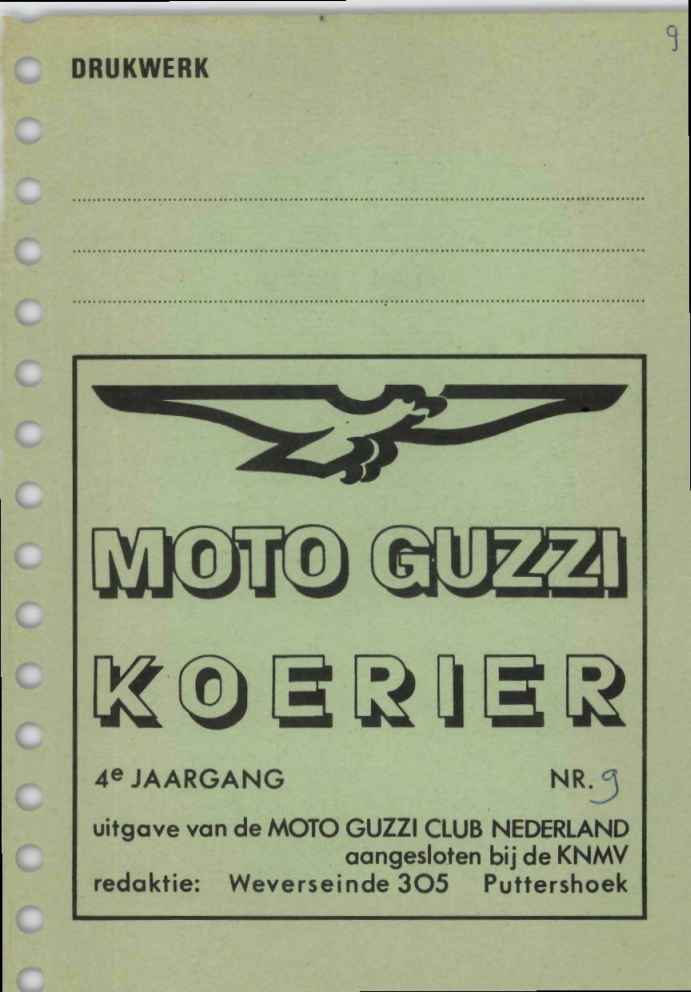 9
DRUKWERK
MOTO GUZZI
KOERIER
4e JAARGANG NR. 9
uitgave van de MOTO GUZZI CLUB NEDERLAND
aangesloten bij de KNMV
redaktie: Weverseinde 305 Puttershoek